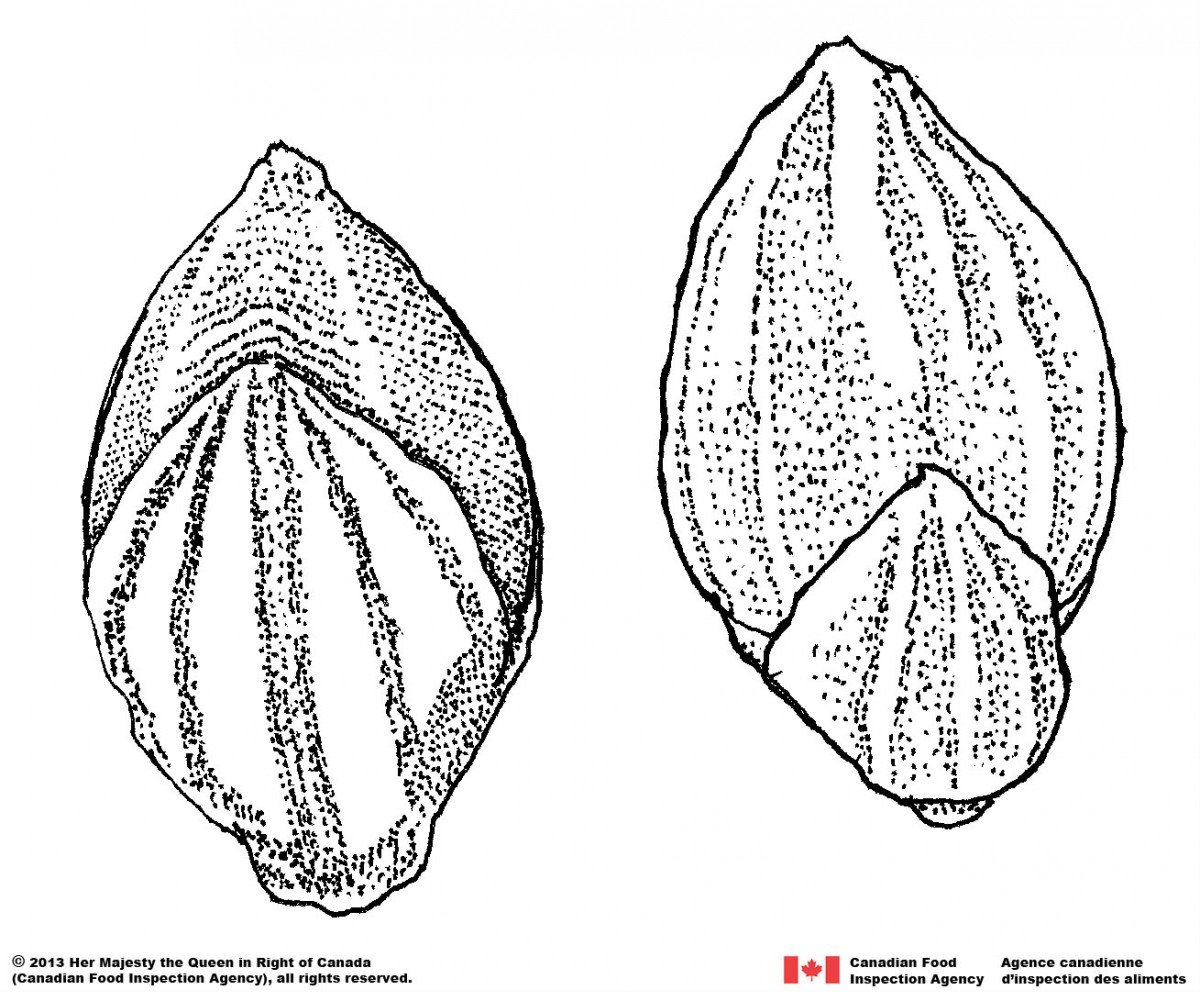 © 2013 Her Majesty the Queen in Right of Canada
(Canadian Food Inspection Agency), all rights reserved.
Canadian Food
Inspection Agency
Agence canadienne
d'inspection des aliments